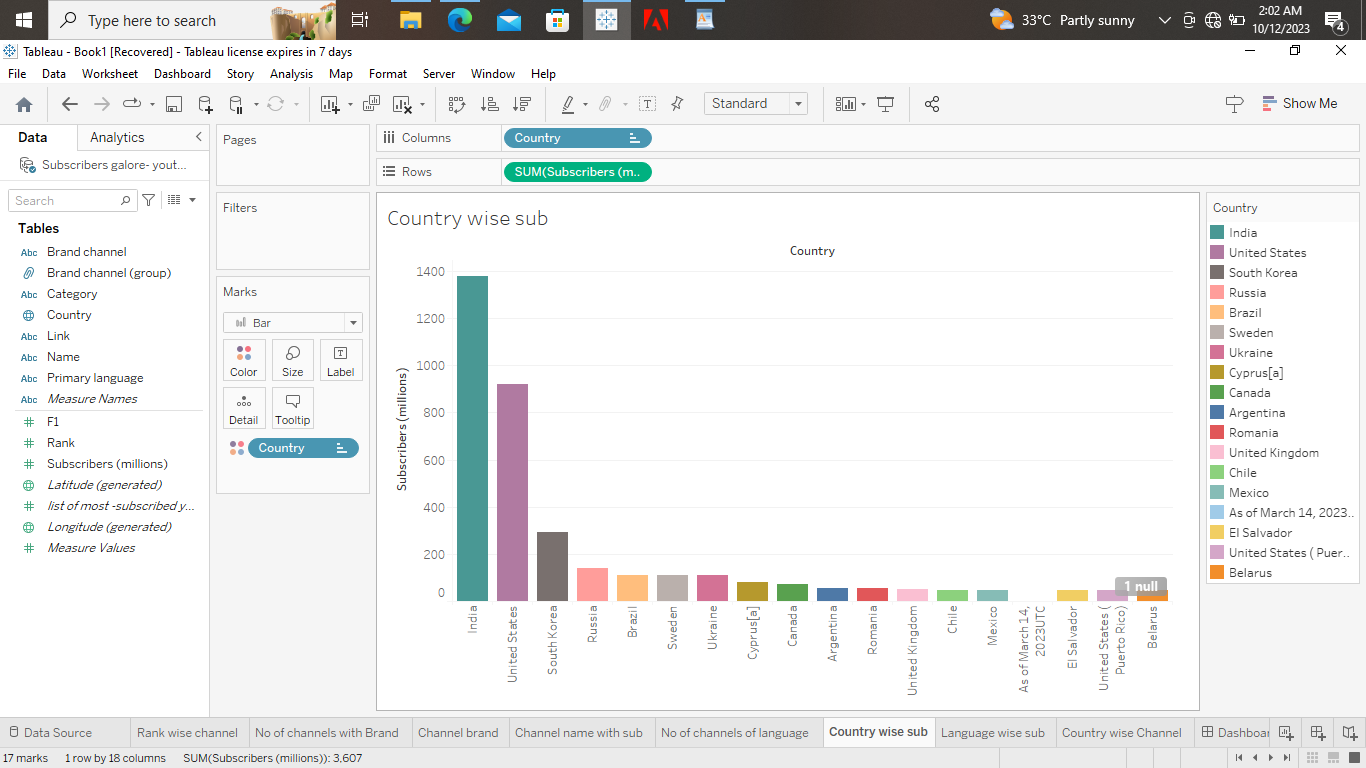 Type here to search
33°C Partly sunny
2:02 AM
10/12/2023
4
Tableau - Book1 [Recovered] - Tableau license expires in 7 days
File Data Worksheet Dashboard Story Analysis Map Format Server Window Help
Standard
Show Me
Data Analytics
Subscribers galore- yout...
Search
Tables
Abc Brand channel
Brand channel (group)
Abc Category
Country
Abc Link
Abc Name
Abc Primary language
Abc Measure Names
F1
Rank
Subscribers (millions)
Latitude (generated)
list of most -subscribed y...
Longitude (generated)
Measure Values
Pages
Filters
Marks
Bar
Color Size Label
Detail Tooltip
Country
Columns Country
Rows SUM(Subscribers (m..
Country wise sub
Country
Subscribers (millions)
1400
1200
1000
800
600
400
200
0
1 null
India
United States
South Korea
Russia
Brazil
Sweden
Ukraine
Cyprus[a]
Canada
Argentina
Romania
United Kingdom
Chile
Mexico
As of March 14,
2023UTC
El Salvador
United States (
Puerto Rico)
Belarus
Country
India
United States
South Korea
Russia
Brazil
Sweden
Ukraine
Cyprus[a]
Canada
Argentina
Romania
United Kingdom
Chile
Mexico
As of March 14, 2023..
El Salvador
United States ( Puer..
Belarus
Data Source Rank wise channel No of channels with Brand Channel brand Channel name with sub No of channels of language Country wise sub Language wise sub Country wise Channel Dashboar
17 marks 1 row by 18 columns SUM(Subscribers (millions)): 3,607